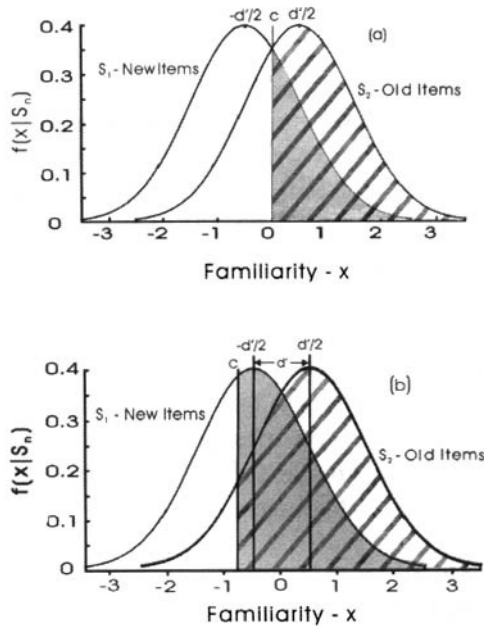 -d'/2 c d'/2
(a)
S₁ - New Items
S₂ - Old Items
f(x|Sₙ)
0.4
0.3
0.2
0.1
0
-3 -2 -1 0 1 2 3
Familiarity - x
-d'/2 d'/2
c d'
(b)
S₁ - New Items
S₂ - Old Items
f(x|Sₙ)
0.4
0.3
0.2
0.1
0
-3 -2 -1 0 1 2 3
Familiarity - x